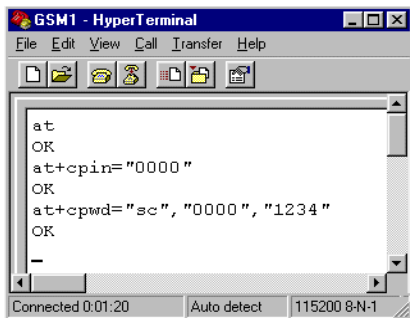 GSM1 - HyperTerminal
File Edit View Call Transfer Help
at
OK
at+cpin="0000"
OK
at+cpwd="sc","0000","1234"
OK
Connected 0:01:20 Auto detect 115200 8-N-1